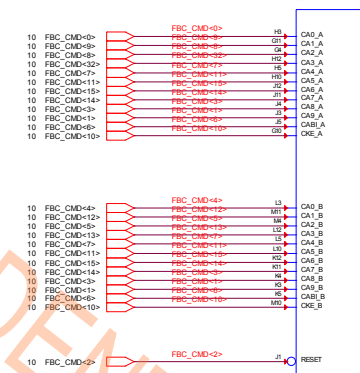 10 FBC_CMD<0> FBC_CMD<0> H3 CA0_A
10 FBC_CMD<9> FBC_CMD<9> G11 CA1_A
10 FBC_CMD<8> FBC_CMD<8> G4 CA2_A
10 FBC_CMD<32> FBC_CMD<32> H12 CA3_A
10 FBC_CMD<7> FBC_CMD<7> H5 CA4_A
10 FBC_CMD<11> FBC_CMD<11> H10 CA5_A
10 FBC_CMD<15> FBC_CMD<15> J12 CA6_A
10 FBC_CMD<14> FBC_CMD<14> J11 CA7_A
10 FBC_CMD<3> FBC_CMD<3> J4 CA8_A
10 FBC_CMD<1> FBC_CMD<1> J3 CA9_A
10 FBC_CMD<6> FBC_CMD<6> J5 CABI_A
10 FBC_CMD<10> FBC_CMD<10> G10 CKE_A
10 FBC_CMD<4> FBC_CMD<4> L3 CA0_B
10 FBC_CMD<12> FBC_CMD<12> M11 CA1_B
10 FBC_CMD<5> FBC_CMD<5> M4 CA2_B
10 FBC_CMD<13> FBC_CMD<13> L12 CA3_B
10 FBC_CMD<7> FBC_CMD<7> L5 CA4_B
10 FBC_CMD<11> FBC_CMD<11> L10 CA5_B
10 FBC_CMD<15> FBC_CMD<15> K12 CA6_B
10 FBC_CMD<14> FBC_CMD<14> K11 CA7_B
10 FBC_CMD<3> FBC_CMD<3> K4 CA8_B
10 FBC_CMD<1> FBC_CMD<1> K3 CA9_B
10 FBC_CMD<6> FBC_CMD<6> K5 CABI_B
10 FBC_CMD<10> FBC_CMD<10> M10 CKE_B
10 FBC_CMD<2> FBC_CMD<2> J1 RESET